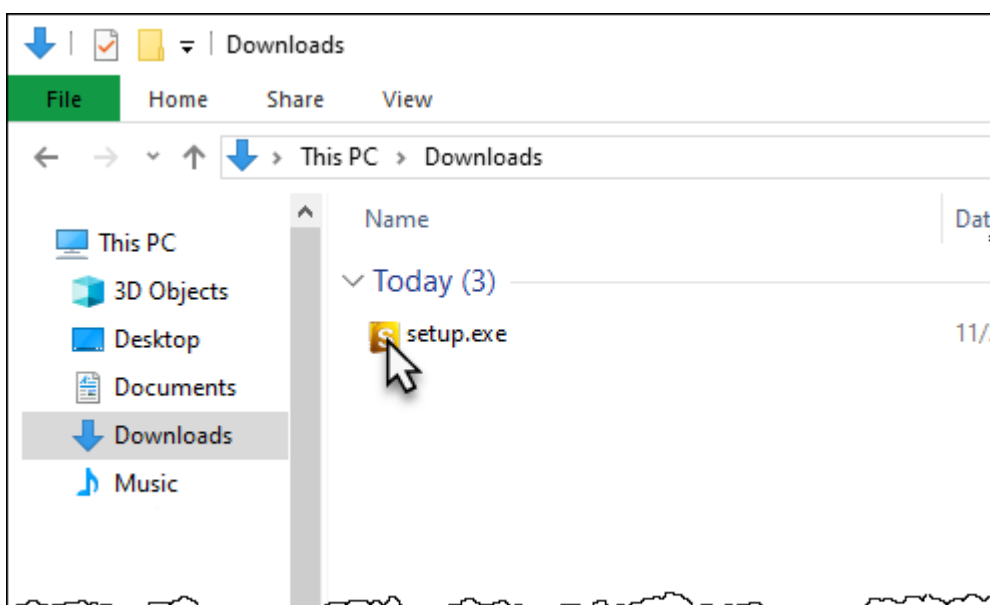 Downloads
File Home Share View
This PC > Downloads
Name
This PC
3D Objects
Desktop
Documents
Downloads
Music
Today (3)
S
setup.exe
11/